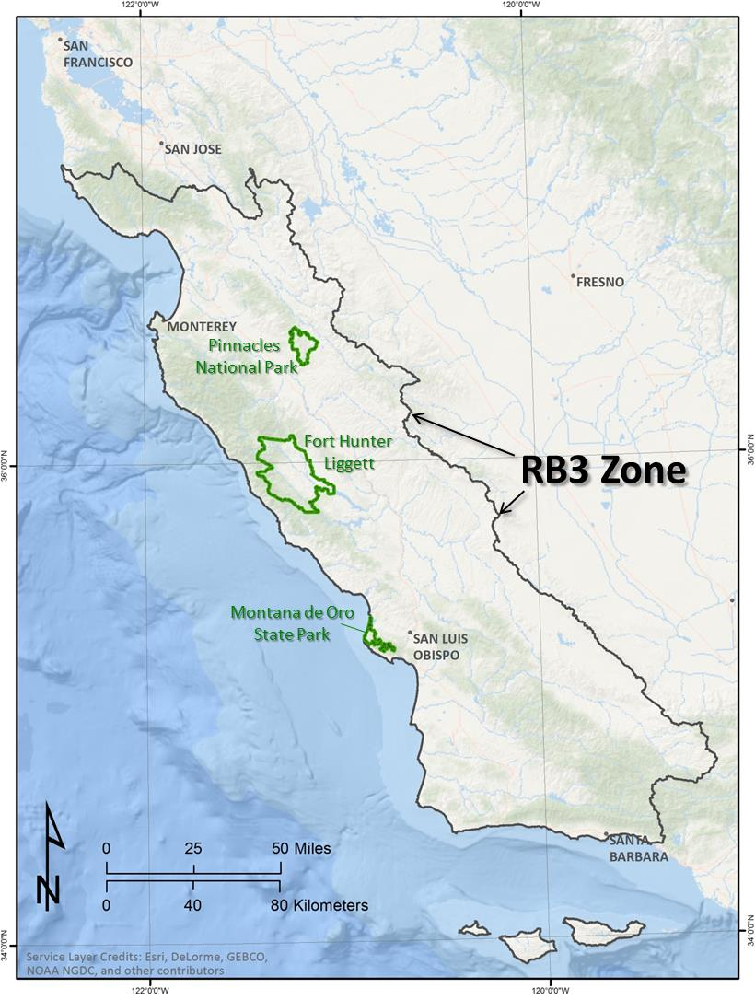 122°0'0"W
120°0'0"W
SAN
FRANCISCO
SAN JOSE
FRESNO
MONTEREY
Pinnacles
National Park
Fort Hunter
Liggett
36°0'0"N
36°0'0"N
RB3 Zone
Montana de Oro
State Park
SAN LUIS
OBISPO
SANTA
BARBARA
0 25 50 Miles
0 40 80 Kilometers
N
34°0'0"N
34°0'0"N
Service Layer Credits: Esri, DeLorme, GEBCO,
NOAA NGDC, and other contributors
122°0'0"W
120°0'0"W